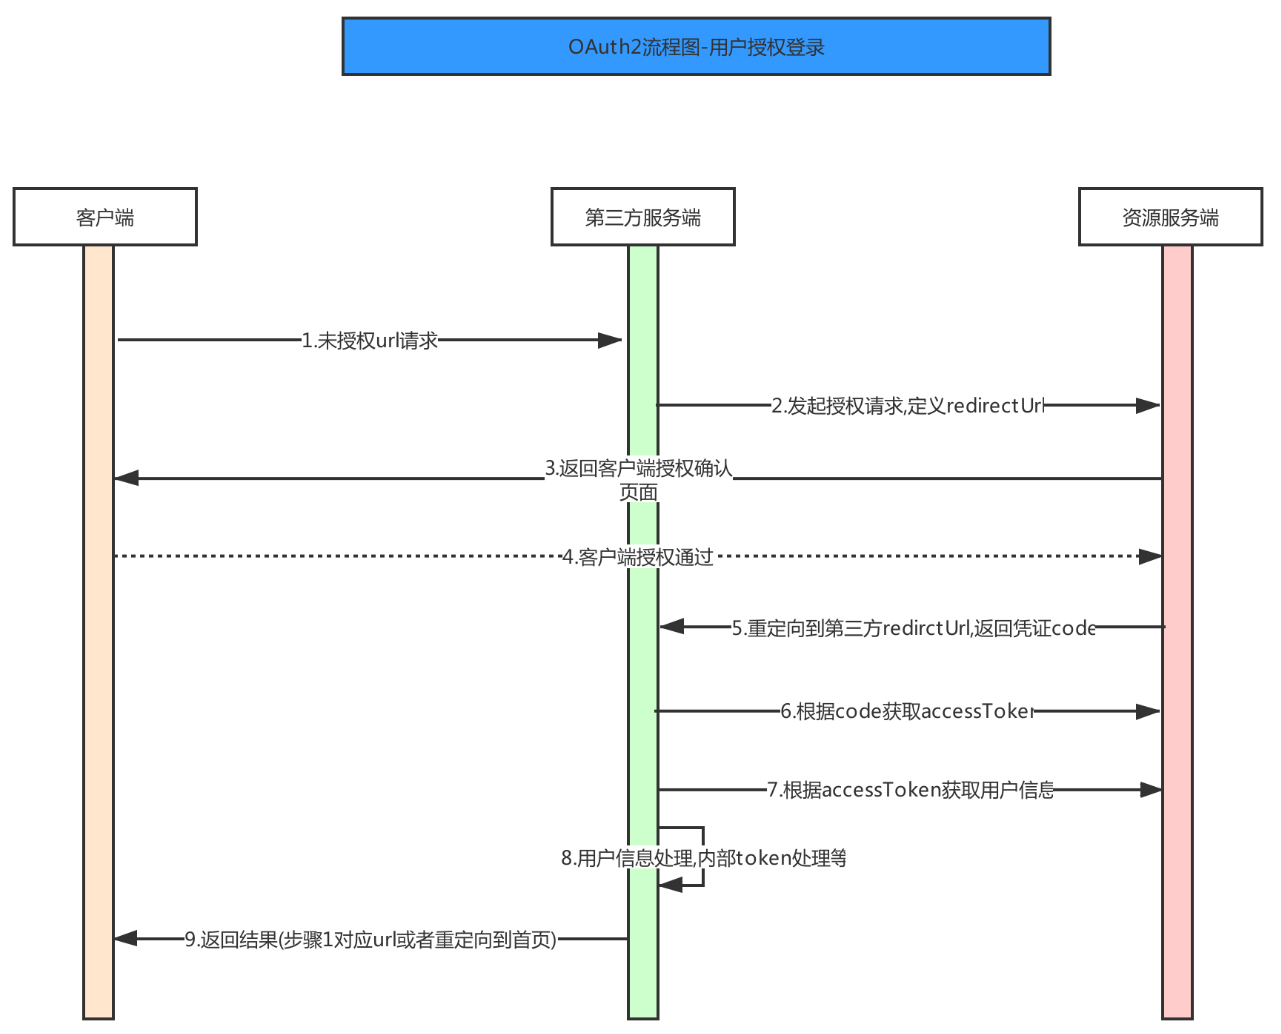 OAuth2流程图-用户授权登录
客户端
第三方服务端
资源服务端
1.未授权url请求
2.发起授权请求,定义redirectUrl
3.返回客户端授权确认
页面
4.客户端授权通过
5.重定向到第三方redirctUrl,返回凭证code
6.根据code获取accessToken
7.根据accessToken获取用户信息
8.用户信息处理,内部token处理等
9.返回结果(步骤1对应url或者重定向到首页)